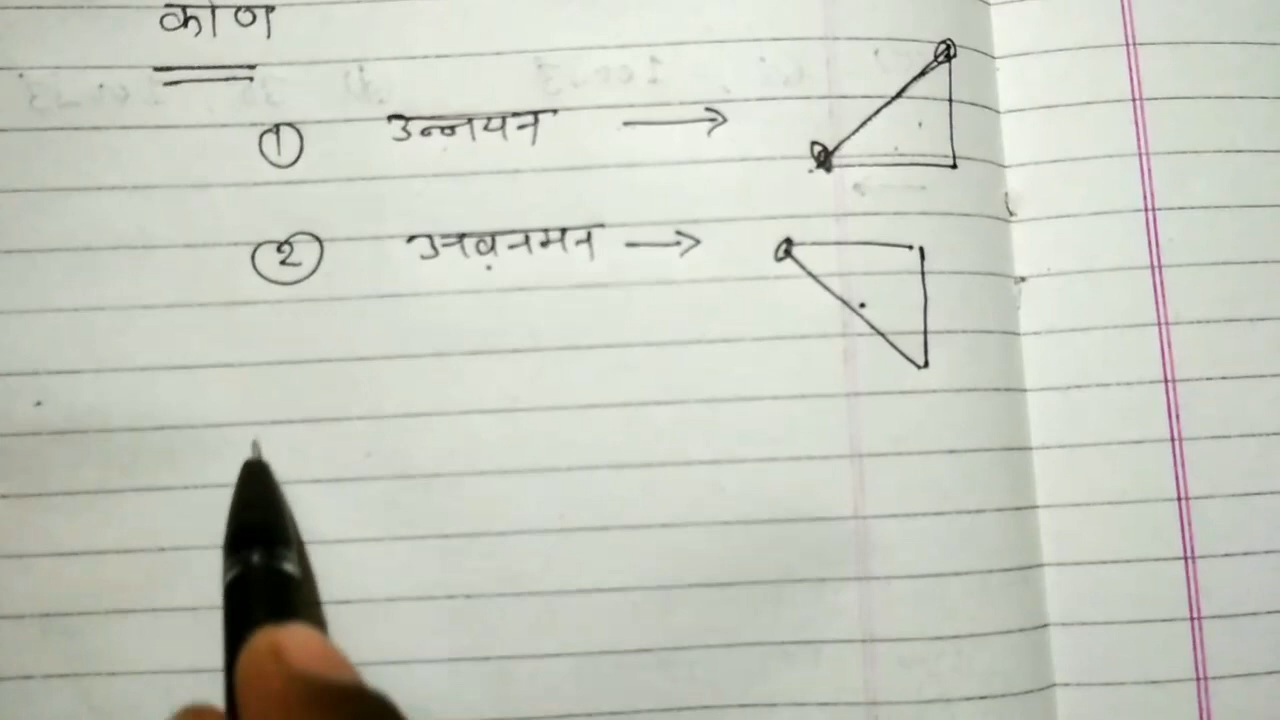 कोण
① उन्नयन →
② अवनमन →